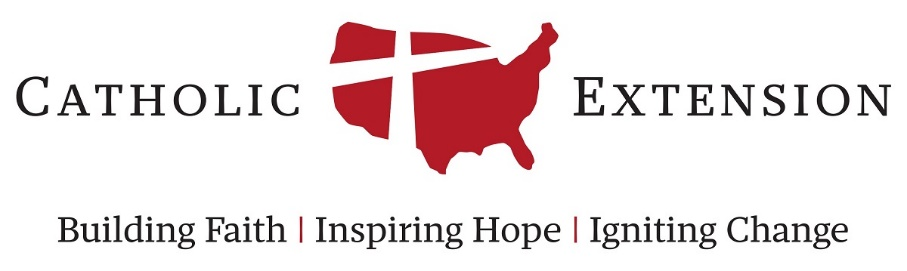 CATHOLIC EXTENSION
Building Faith | Inspiring Hope | Igniting Change